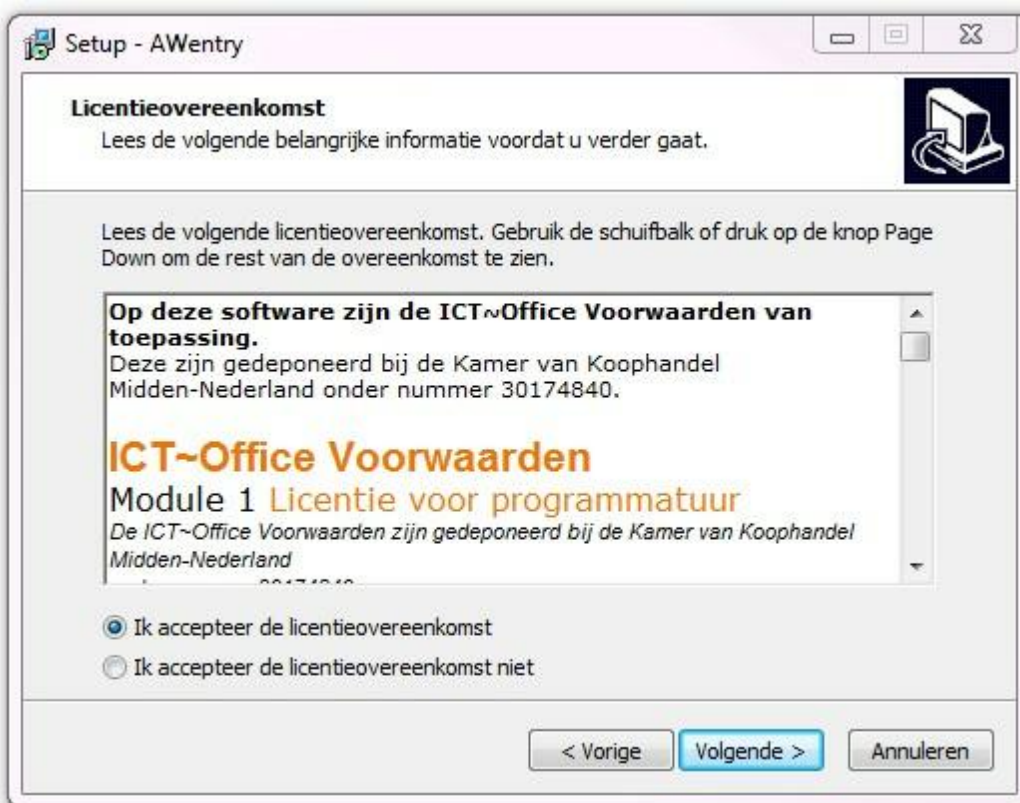 Setup - AWentry
Licentieovereenkomst
Lees de volgende belangrijke informatie voordat u verder gaat.
Lees de volgende licentieovereenkomst. Gebruik de schuifbalk of druk op de knop Page
Down om de rest van de overeenkomst te zien.
Op deze software zijn de ICT~Office Voorwaarden van
toepassing.
Deze zijn gedeponeerd bij de Kamer van Koophandel
Midden-Nederland onder nummer 30174840.
ICT~Office Voorwaarden
Module 1 Licentie voor programmatuur
De ICT~Office Voorwaarden zijn gedeponeerd bij de Kamer van Koophandel
Midden-Nederland
Ik accepteer de licentieovereenkomst
Ik accepteer de licentieovereenkomst niet
< Vorige
Volgende >
Annuleren